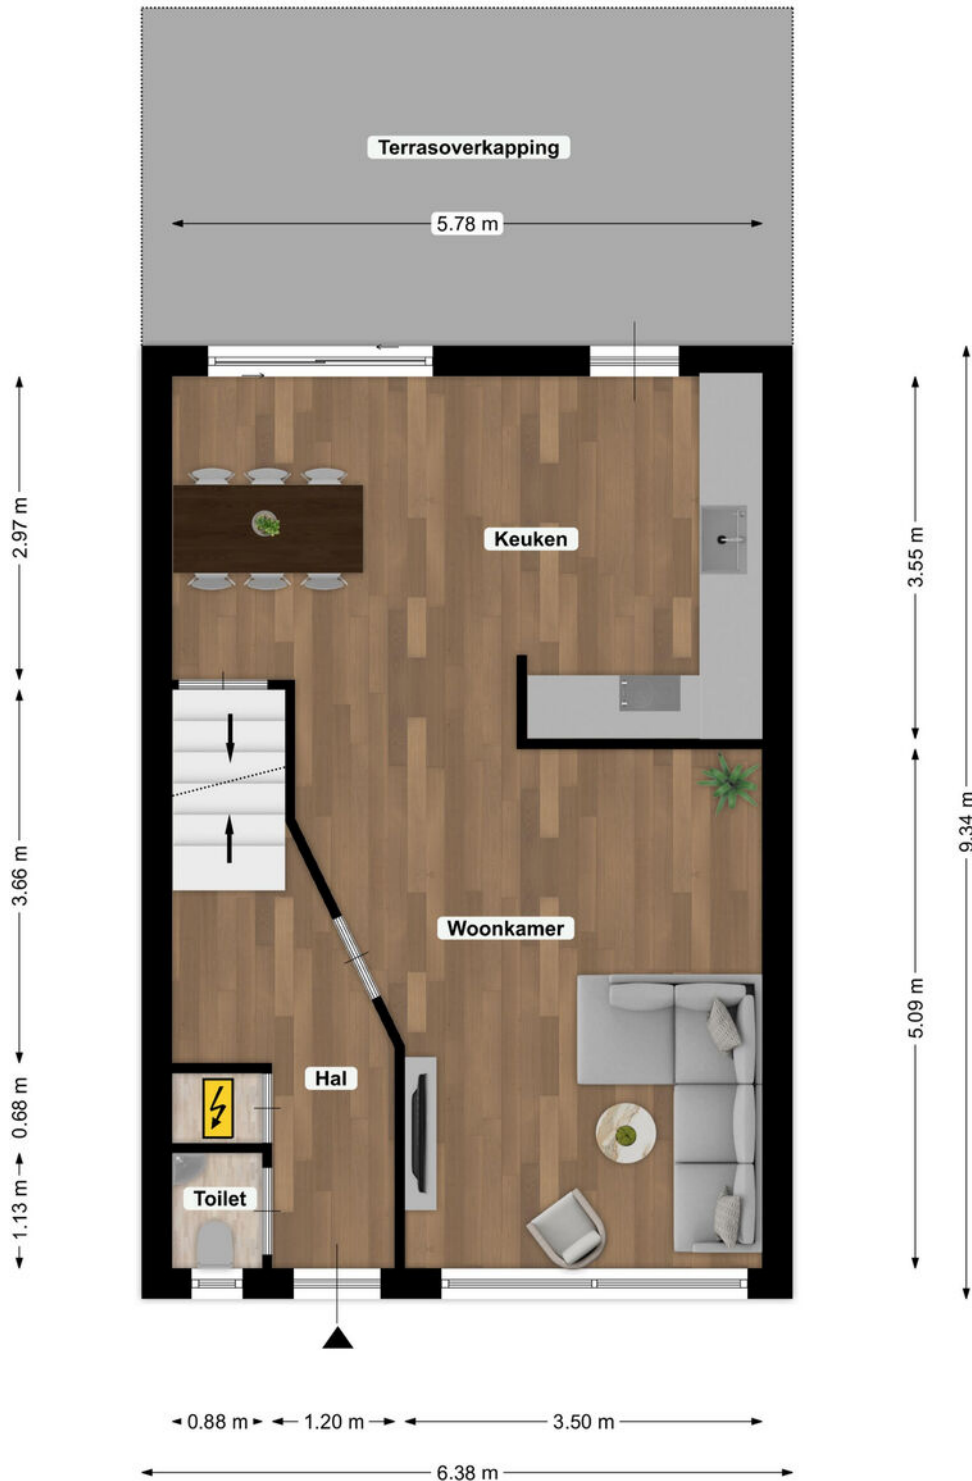 Terrasoverkapping
5.78 m
2.97 m
Keuken
3.55 m
3.66 m
9.34 m
Woonkamer
5.09 m
Hal
0.68 m
Toilet
1.13 m
0.88 m
1.20 m
3.50 m
6.38 m